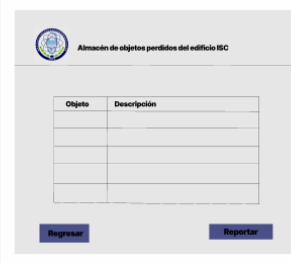 Almacén de objetos perdidos del edificio ISC
Objeto Descripción
Regresar Reportar